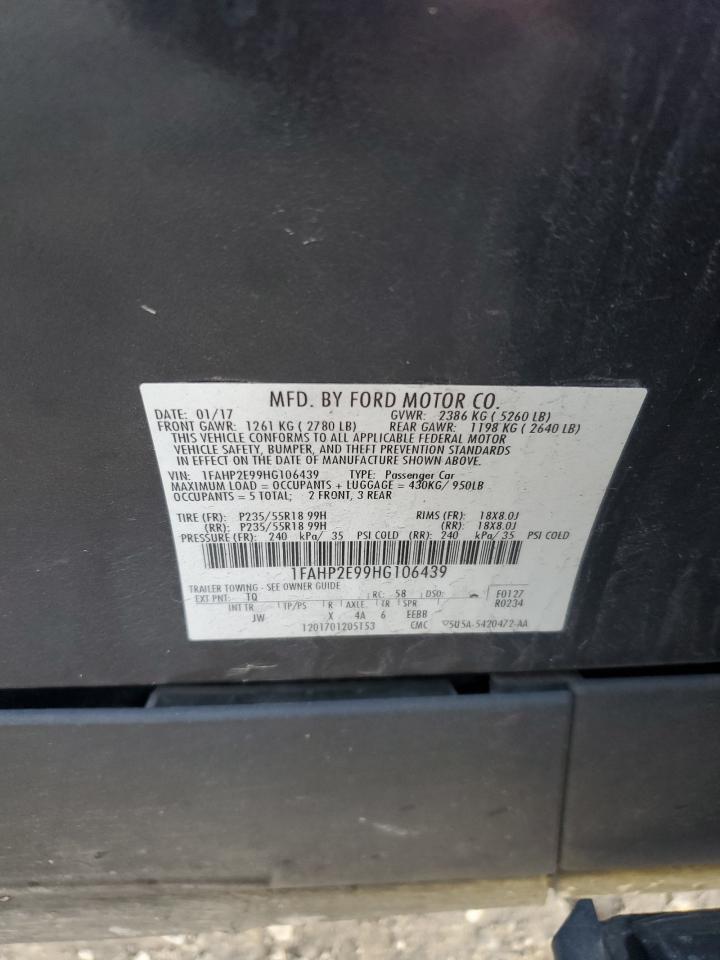 MFD. BY FORD MOTOR CO.
DATE: 01/17 GVWR: 2386 KG ( 5260 LB)
FRONT GAWR: 1261 KG ( 2780 LB) REAR GAWR: 1198 KG ( 2640 LB)
THIS VEHICLE CONFORMS TO ALL APPLICABLE FEDERAL MOTOR
VEHICLE SAFETY, BUMPER, AND THEFT PREVENTION STANDARDS
IN EFFECT ON THE DATE OF MANUFACTURE SHOWN ABOVE.
VIN: 1FAHP2E99HG106439 TYPE: Passenger Car
MAXIMUM LOAD = OCCUPANTS + LUGGAGE = 430KG/ 950LB
OCCUPANTS = 5 TOTAL; 2 FRONT, 3 REAR
TIRE (FR): P235/55R18 99H RIMS (FR): 18X8.0J
(RR): P235/55R18 99H (RR): 18X8.0J
PRESSURE (FR): 240 kPa/ 35 PSI COLD (RR): 240 kPa/ 35 PSI COLD
1FAHP2E99HG106439
TRAILER TOWING - SEE OWNER GUIDE
EXT PNT: TQ RC: 58 DSO: F0127
INT TR TP/PS R AXLE TR SPR R0234
JW X 4A 6 EEBB
1201701205153 CMC 5U5A-5420472-AA